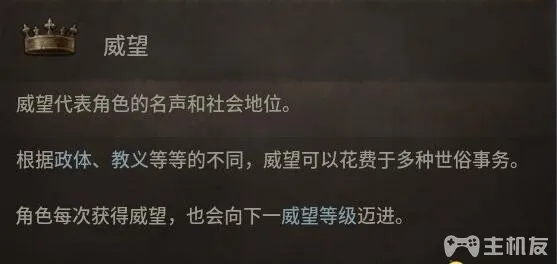 威望
威望代表角色的名声和社会地位。
根据政体、教义等等的不同，威望可以花费于多种世俗事务。
角色每次获得威望，也会向下一威望等级迈进。
主机友